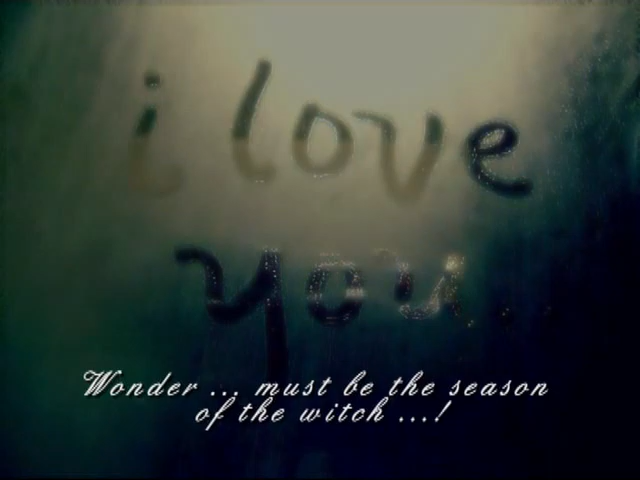 i love
you...
Wonder ... must be the season
of the witch ...!